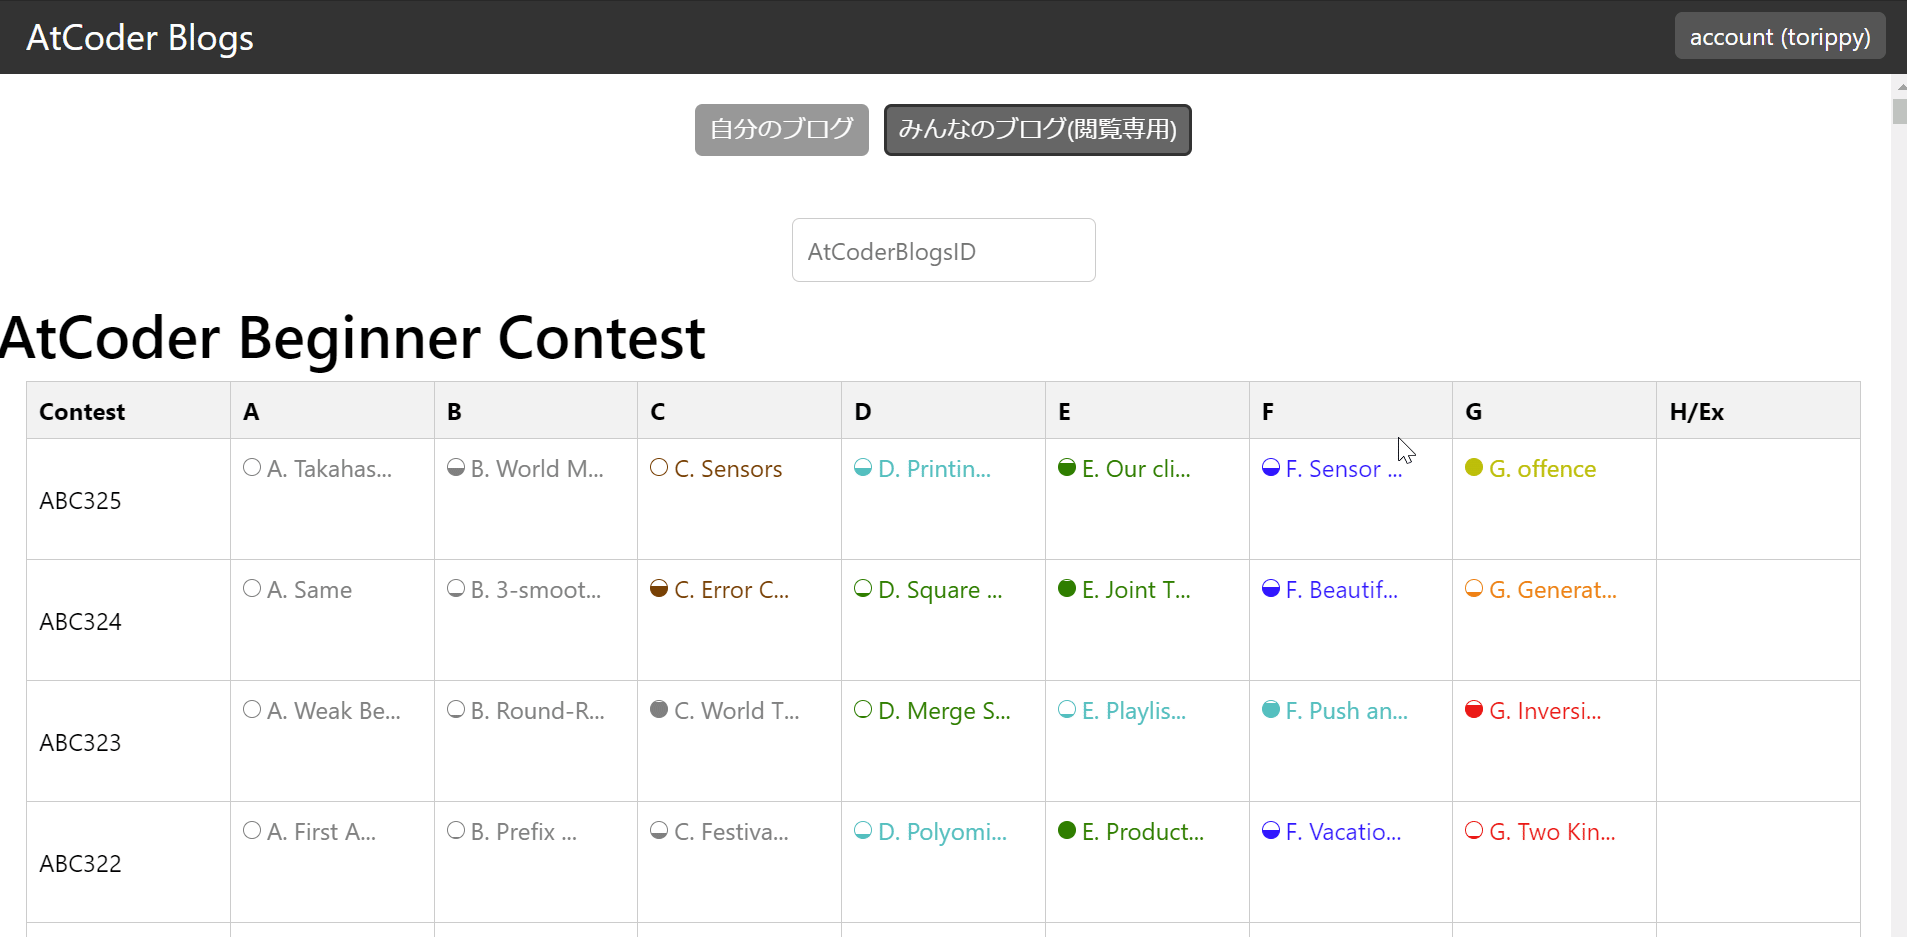 AtCoder Blogs
account (torippy)
自分のブログ みんなのブログ(閲覧専用)
AtCoderBlogsID
AtCoder Beginner Contest
Contest A B C D E F G H/Ex
ABC325 A. Takahas... B. World M... C. Sensors D. Printin... E. Our cli... F. Sensor ... G. offence
ABC324 A. Same B. 3-smoot... C. Error C... D. Square ... E. Joint T... F. Beautif... G. Generat...
ABC323 A. Weak Be... B. Round-R... C. World T... D. Merge S... E. Playlis... F. Push an... G. Inversi...
ABC322 A. First A... B. Prefix ... C. Festiva... D. Polyomi... E. Product... F. Vacatio... G. Two Kin...